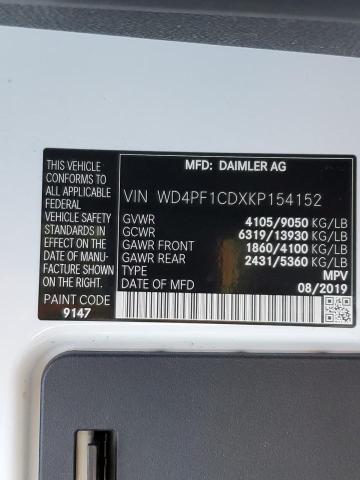 MFD: DAIMLER AG
THIS VEHICLE
CONFORMS TO
ALL APPLICABLE
FEDERAL
VEHICLE SAFETY
STANDARDS IN
EFFECT ON THE
DATE OF MANU-
FACTURE SHOWN
ON THE RIGHT.
PAINT CODE
9147
VIN WD4PF1CDXKP154152
GVWR 4105/9050 KG/LB
GCWR 6319/13930 KG/LB
GAWR FRONT 1860/4100 KG/LB
GAWR REAR 2431/5360 KG/LB
TYPE MPV
DATE OF MFD 08/2019